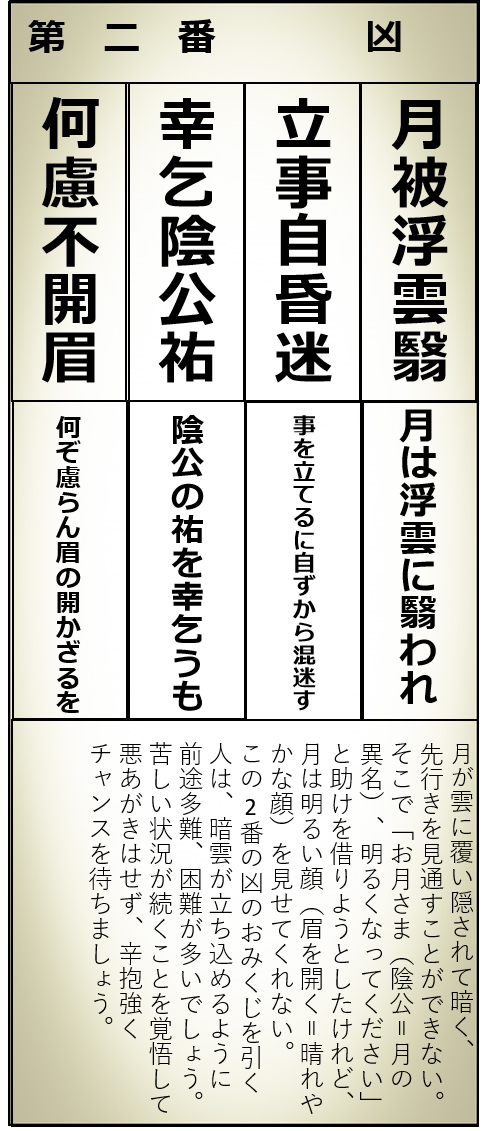 第二番　凶
月被浮雲翳
立事自昏迷
幸乞陰公祐
何慮不開眉
月は浮雲に翳われ
事を立てるに自ずから混迷す
陰公の祐を幸乞うも
何ぞ慮らん眉の開かざるを
月が雲に覆い隠されて暗く、
先行きを見通すことができない。
そこで「お月さま（陰公＝月の
異名）、明るくなってください」
と助けを借りようとしたけれど、
月は明るい顔（眉を開く＝晴れや
かな顔）を見せてくれない。
この2番の凶のおみくじを引く
人は、暗雲が立ち込めるように
前途多難、困難が多いでしょう。
苦しい状況が続くことを覚悟して
悪あがきはせず、辛抱強く
チャンスを待ちましょう。